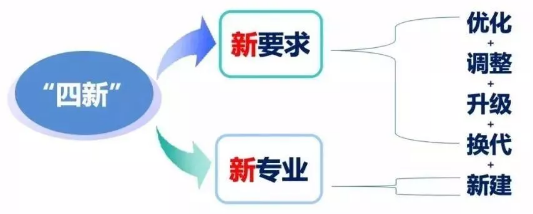 “四新”
新要求
新专业
优化
+
调整
+
升级
+
换代
+
新建